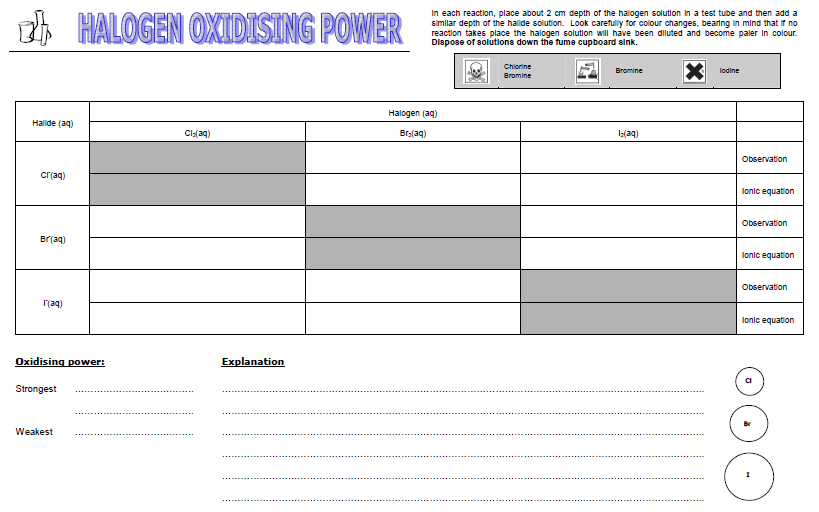 HALOGEN OXIDISING POWER
In each reaction, place about 2 cm depth of the halogen solution in a test tube and then add a
similar depth of the halide solution. Look carefully for colour changes, bearing in mind that if no
reaction takes place the halogen solution will have been diluted and become paler in colour.
Dispose of solutions down the fume cupboard sink.
Chlorine
Bromine
Bromine
Iodine
Halide (aq)
Halogen (aq)
Cl₂(aq) Br₂(aq) I₂(aq)
Cl⁻(aq)
Observation
Ionic equation
Br⁻(aq)
Observation
Ionic equation
I⁻(aq)
Observation
Ionic equation
Oxidising power: Explanation
Strongest
Weakest
Cl
Br
I